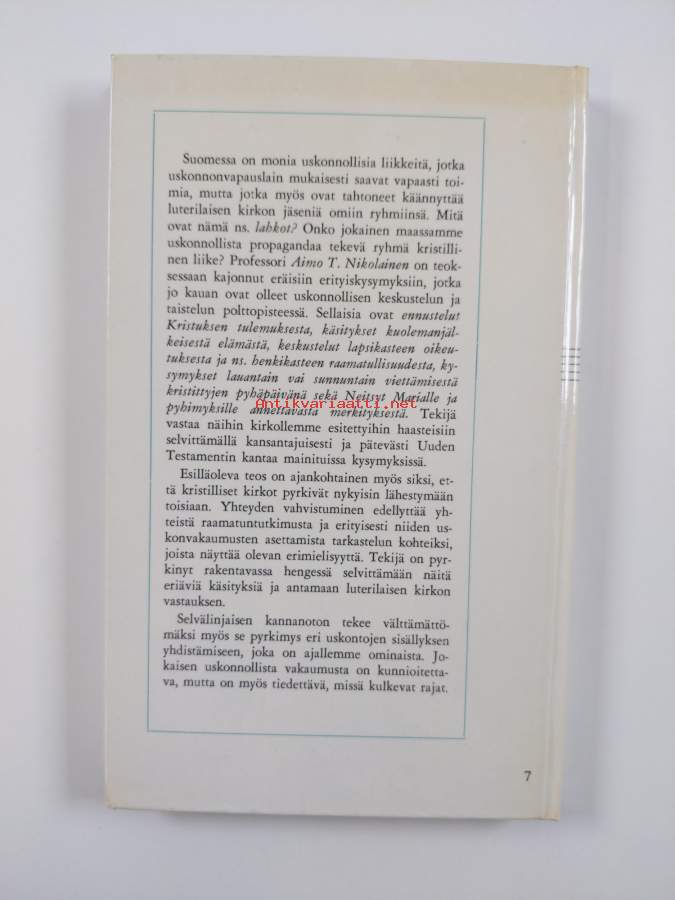 Suomessa on monia uskonnollisia liikkeitä, jotka
uskonnonvapauslain mukaisesti saavat vapaasti toi-
mia, mutta jotka myös ovat tahtoneet käännyttää
luterilaisen kirkon jäseniä omiin ryhmiinsä. Mitä
ovat nämä ns. lahkot? Onko jokainen maassamme
uskonnollista propagandaa tekevä ryhmä kristilli-
nen liike? Professori Aimo T. Nikolainen on teok-
sessaan kajonnut eräisiin erityiskysymyksiin, jotka
jo kauan ovat olleet uskonnollisen keskustelun ja
taistelun polttopisteessä. Sellaisia ovat ennustelut
Kristuksen tulemuksesta, käsitykset kuolemanjäl-
keisestä elämästä, keskustelut lapsikasteen oikeu-
tuksesta ja ns. henkikasteen raamatullisuudesta, ky-
symykset lauantain vai sunnuntain viettämisestä
kristittyjen pyhäpäivänä sekä Neitsyt Marialle ja
Antikvariaatti.net
pyhimyksille annettavasta merkityksestä. Tekijä
vastaa näihin kirkollemme esitettyihin haasteisiin
selvittämällä kansantajuisesti ja pätevästi Uuden
Testamentin kantaa mainituissa kysymyksissä.
Esilläoleva teos on ajankohtainen myös siksi, et-
tä kristilliset kirkot pyrkivät nykyisin lähestymään
toisiaan. Yhteyden vahvistuminen edellyttää yh-
teistä raamatuntutkimusta ja erityisesti niiden us-
konvakaumusten asettamista tarkastelun kohteiksi,
joista näyttää olevan erimielisyyttä. Tekijä on pyr-
kinyt rakentavassa hengessä selvittämään näitä
eriäviä käsityksiä ja antamaan luterilaisen kirkon
vastauksen.
Selvälinjaisen kannanoton tekee välttämättö-
mäksi myös se pyrkimys eri uskontojen sisällyksen
yhdistämiseen, joka on ajallemme ominaista. Jo-
kaisen uskonnollista vakaumusta on kunnioitetta-
va, mutta on myös tiedettävä, missä kulkevat rajat.
7